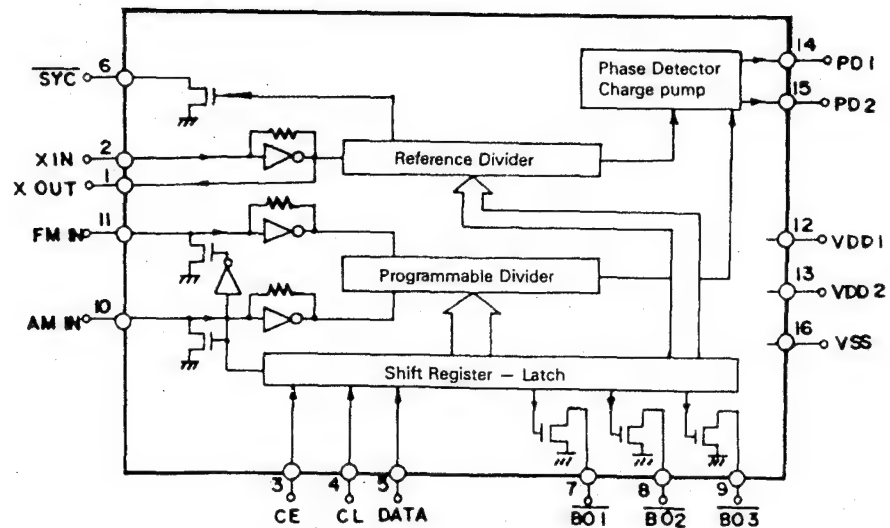 6
SYC
14
PD1
Phase Detector
Charge pump
15
PD2
2
X IN
Reference Divider
1
X OUT
11
FM IN
12
VDD1
Programmable Divider
13
VDD2
10
AM IN
16
VSS
Shift Register – Latch
3
4
5
7
8
9
CE
CL
DATA
BO1
BO2
BO3